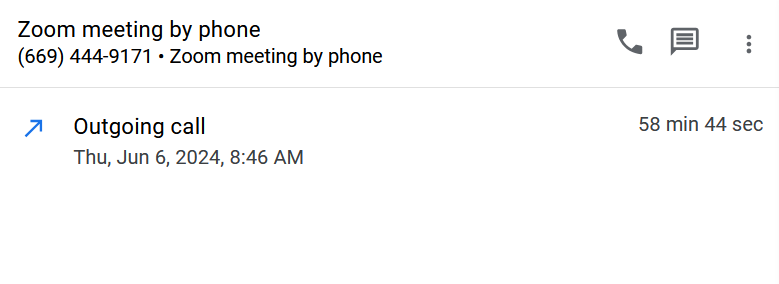 Zoom meeting by phone
(669) 444-9171 • Zoom meeting by phone
Outgoing call
58 min 44 sec
Thu, Jun 6, 2024, 8:46 AM